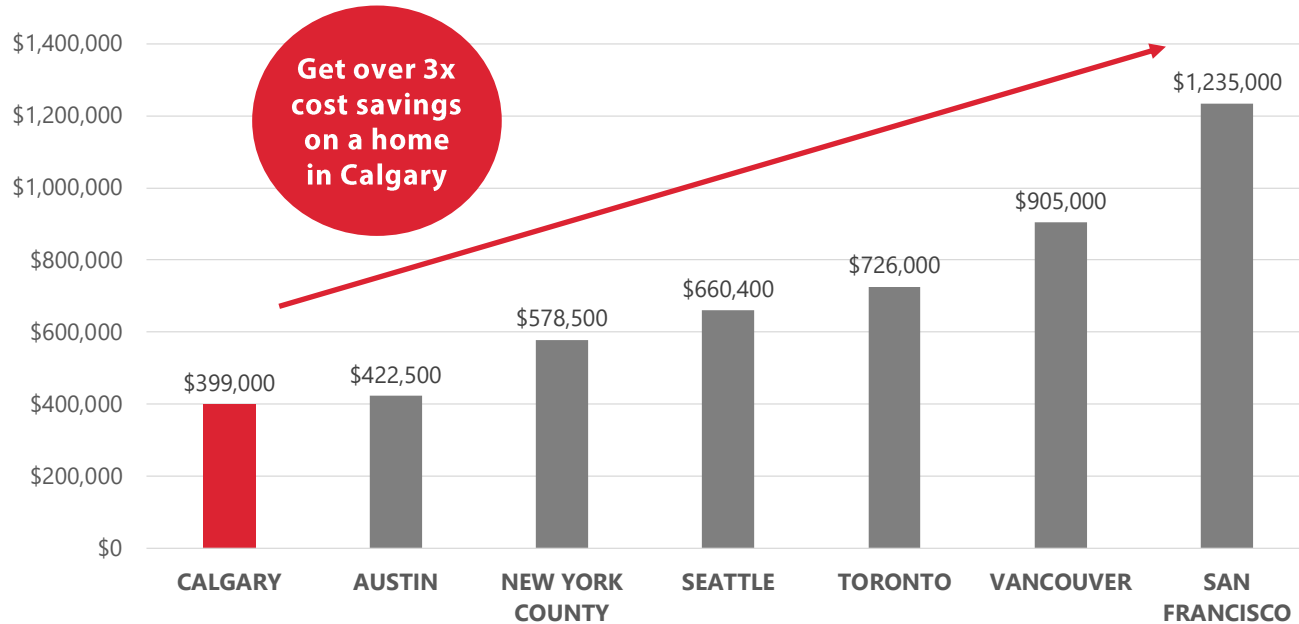 Get over 3x
cost savings
on a home
in Calgary
$1,400,000
$1,200,000
$1,000,000
$800,000
$600,000
$400,000
$200,000
$0
$399,000
$422,500
$578,500
$660,400
$726,000
$905,000
$1,235,000
CALGARY
AUSTIN
NEW YORK
COUNTY
SEATTLE
TORONTO
VANCOUVER
SAN
FRANCISCO